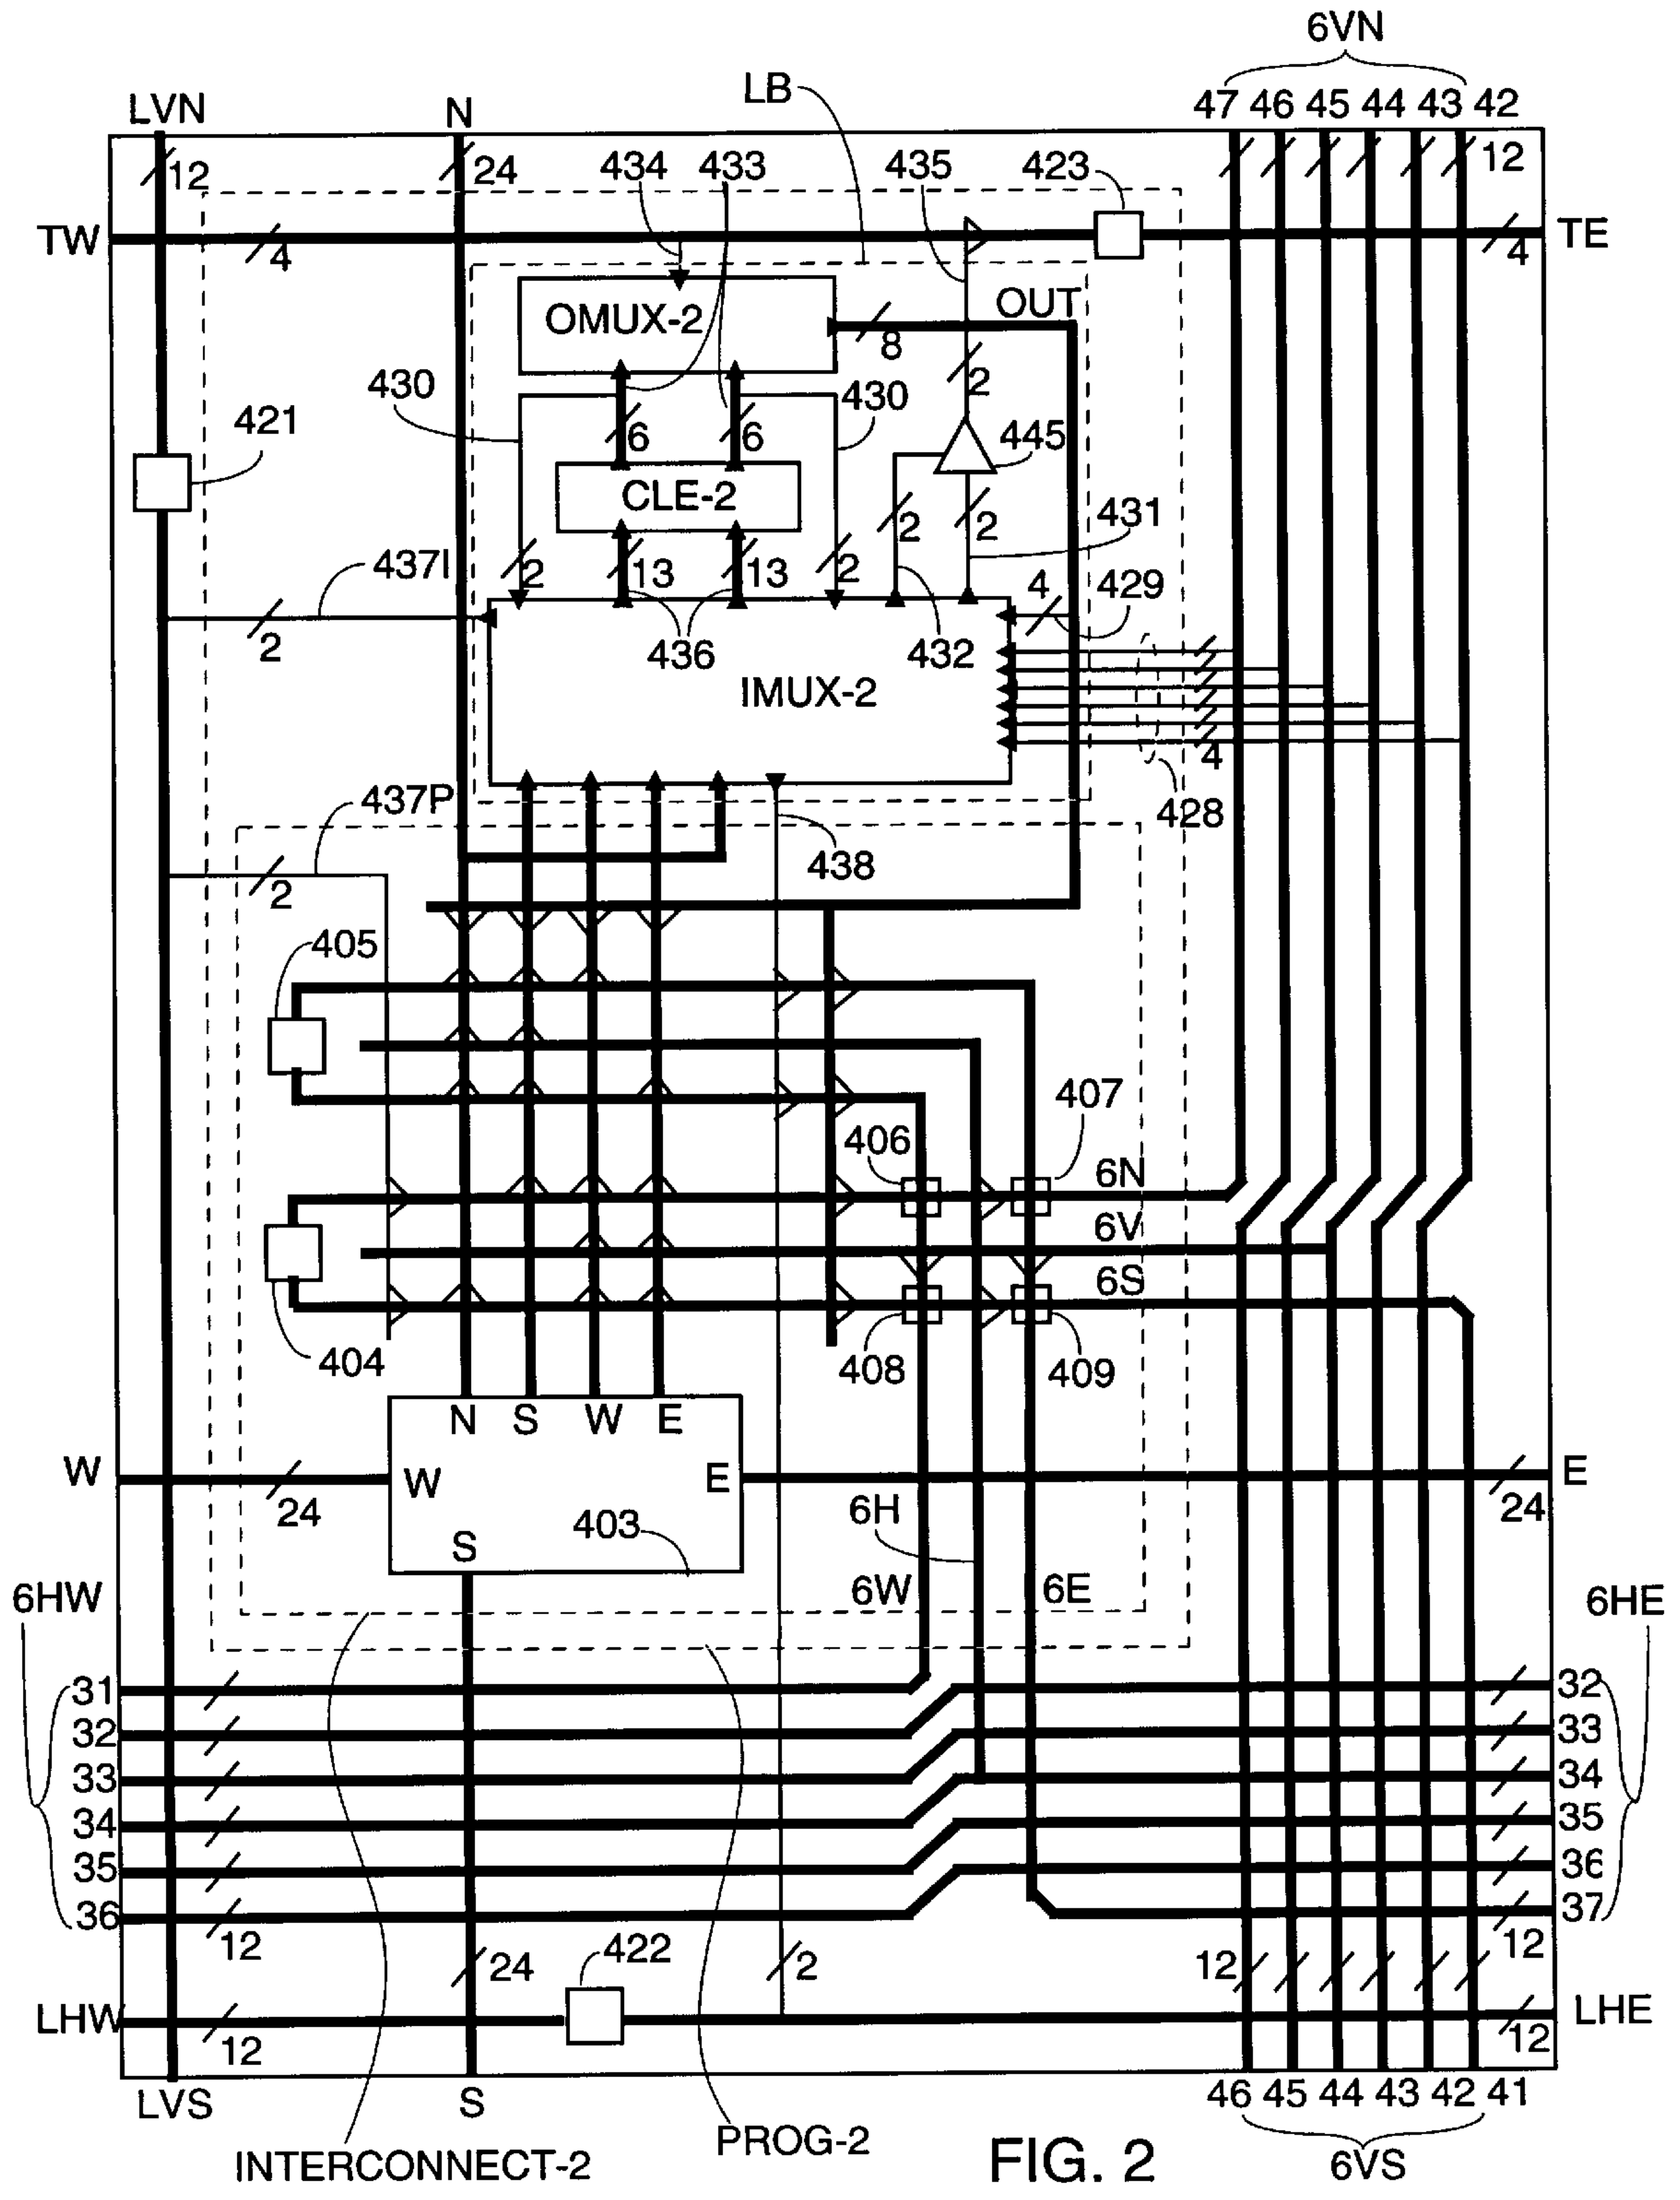 6VN
LB
47 46 45 44 43 42
LVN
N
12
24
434 433 435 423
12
TW
4
TE
4
OUT
OMUX-2
8
2
430
430
421
6
6
445
CLE-2
2
2
431
437I
2
13
13
2
4
429
2
436
432
IMUX-2
4
437P
428
438
2
405
407
406
6N
6V
6S
404
408
409
N S W E
W
W
E
E
24
24
6H
403
S
6HW
6W
6E
6HE
31
32
32
33
33
34
34
35
35
36
36
37
12
12
422
24
2
12
LHW
LHE
12
12
LVS
S
46 45 44 43 42 41
PROG-2
INTERCONNECT-2
FIG. 2
6VS